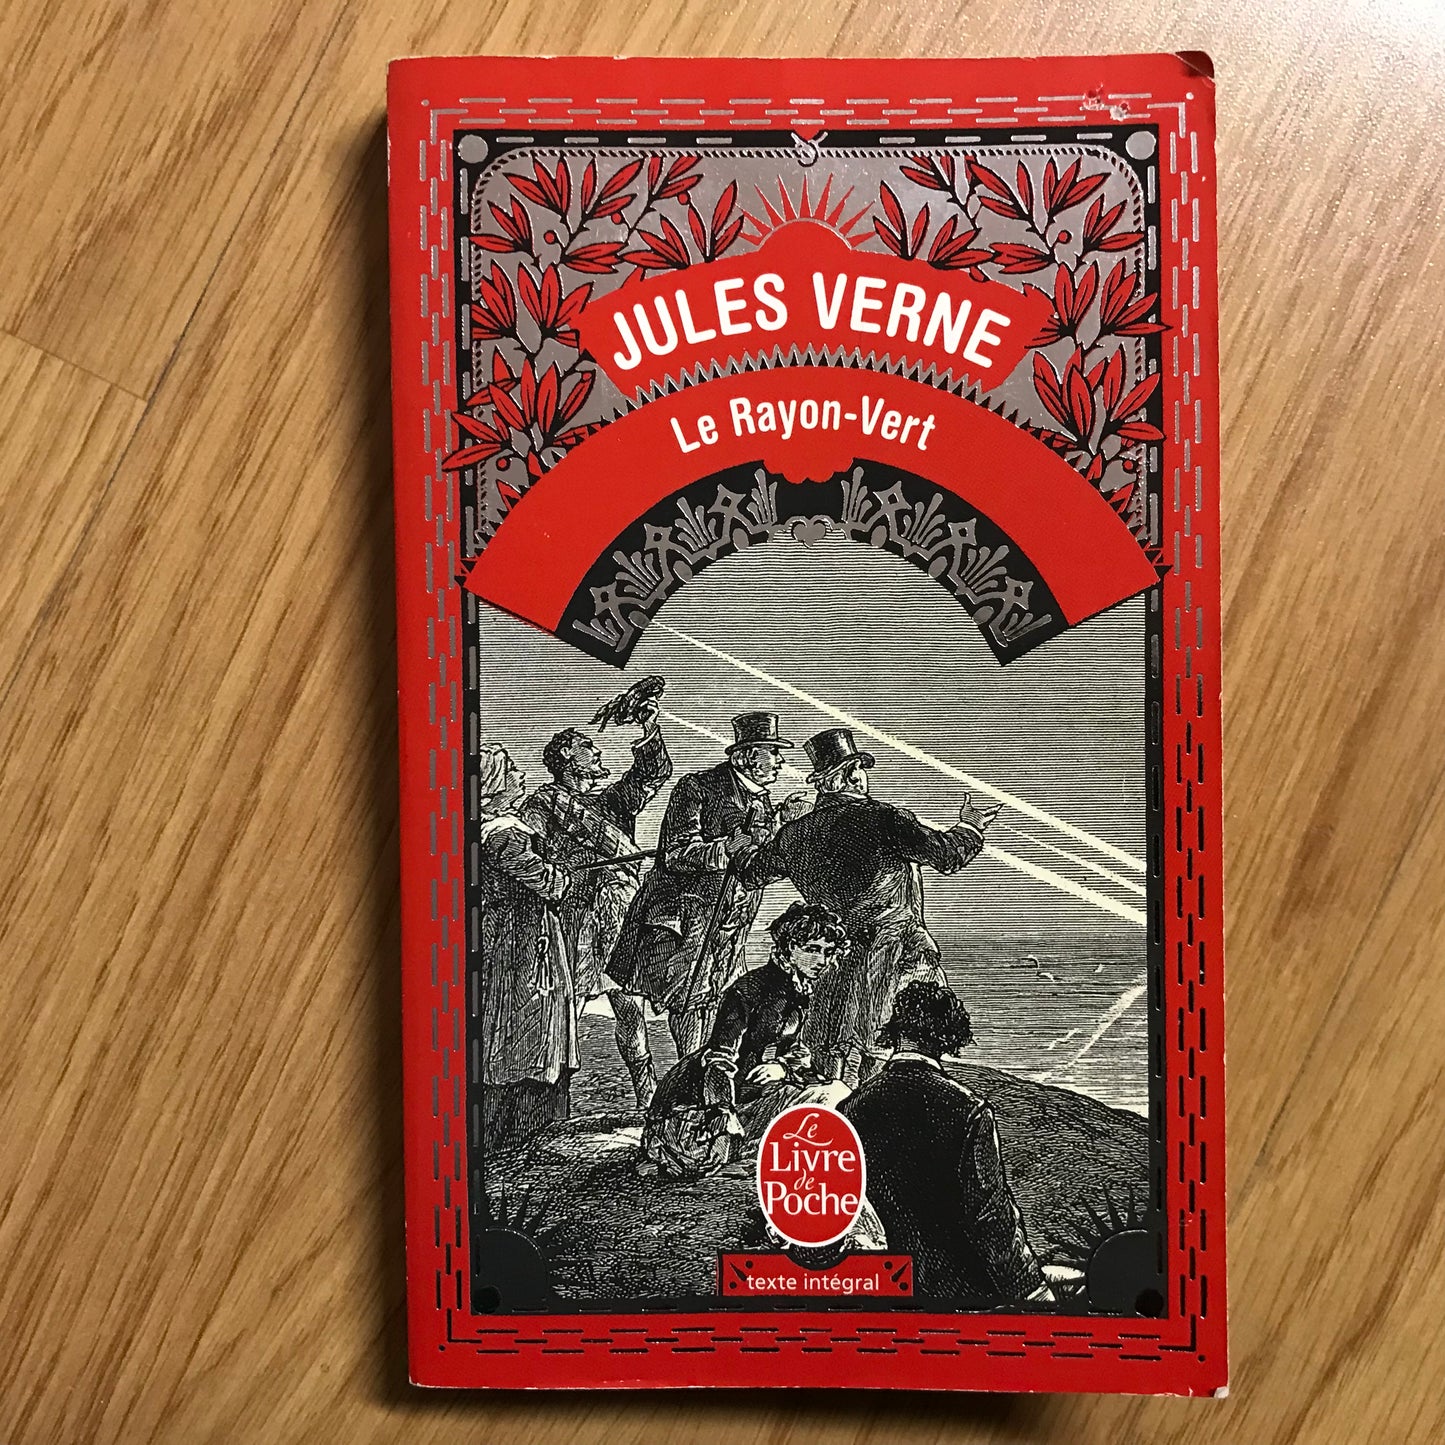 JULES VERNE
Le Rayon-Vert
Le
Livre
de
Poche
texte intégral